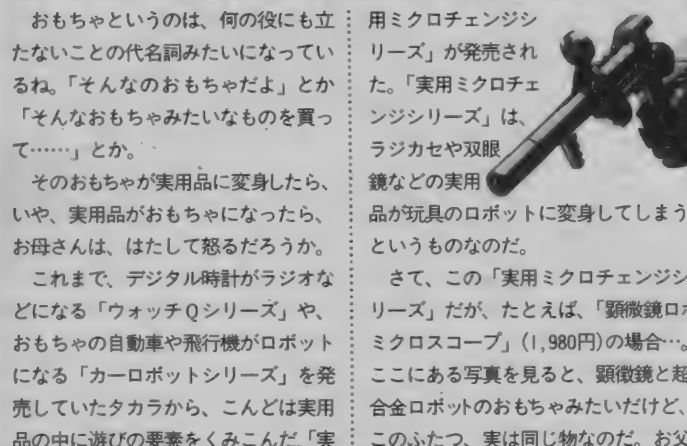 おもちゃというのは、何の役にも立
たないことの代名詞みたいになってい
るね。「そんなのおもちゃだよ」とか
「そんなおもちゃみたいなものを買っ
て……」とか。
そのおもちゃが実用品に変身したら、
いや、実用品がおもちゃになったら、
お母さんは、はたして怒るだろうか。
これまで、デジタル時計がラジオな
どになる「ウォッチQシリーズ」や、
おもちゃの自動車や飛行機がロボット
になる「カーロボットシリーズ」を発
売していたタカラから、こんどは実用
品の中に遊びの要素をくみこんだ「実
用ミクロチェンジシ
リーズ」が発売され
た。「実用ミクロチェ
ンジシリーズ」は、
ラジカセや双眼
鏡などの実用
品が玩具のロボットに変身してしまう
というものなのだ。
さて、この「実用ミクロチェンジシ
リーズ」だが、たとえば、「顕微鏡ロボ
ミクロスコープ」(1,980円)の場合…。
ここにある写真を見ると、顕微鏡と超
合金ロボットのおもちゃみたいだけど、
このふたつ、実は同じ物なのだ。お父